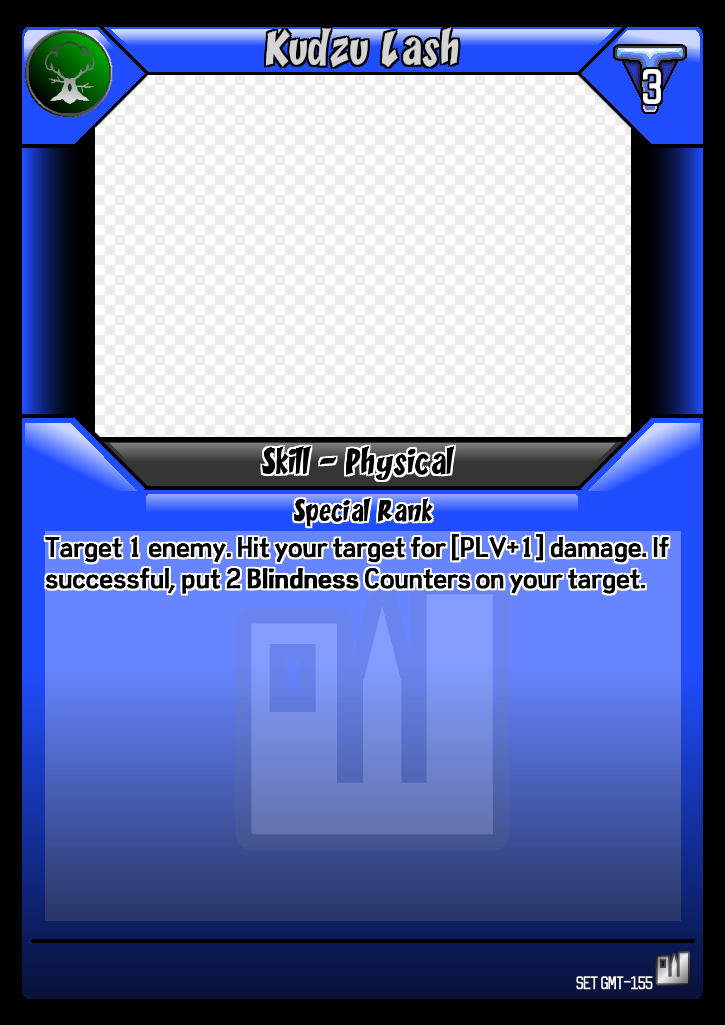 Kudzu Lash
3
Skill - Physical
Special Rank
Target 1 enemy. Hit your target for [PLV+1] damage. If
successful, put 2 Blindness Counters on your target.
SET GMT-155